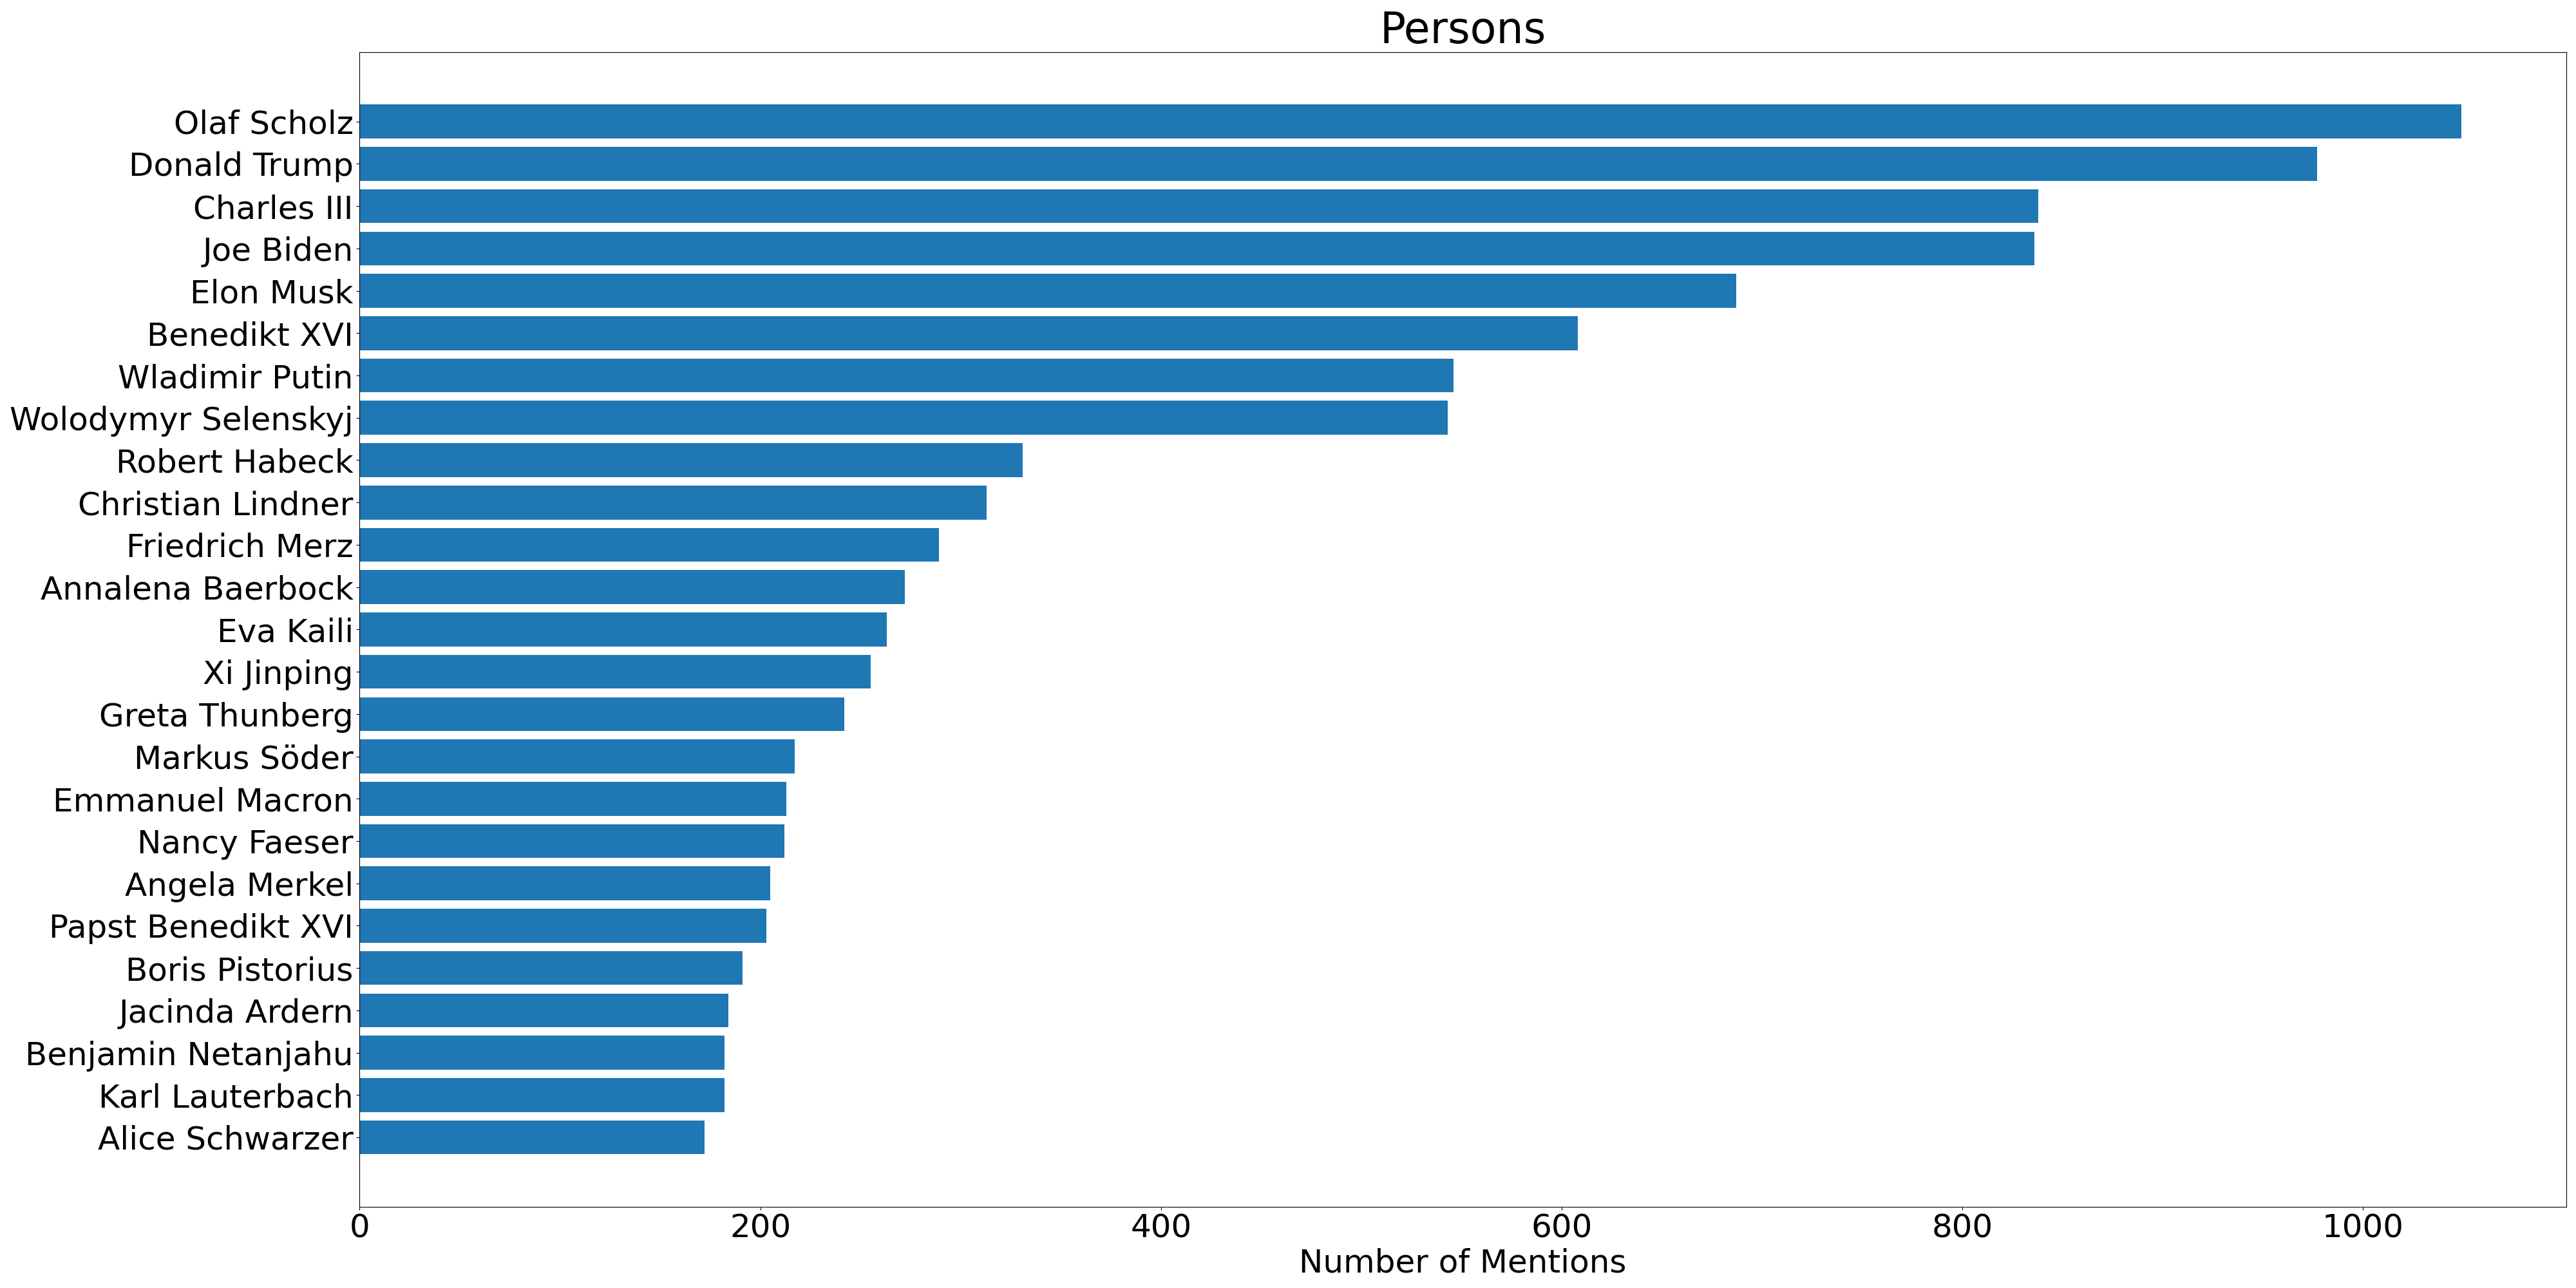 Persons
Olaf Scholz
Donald Trump
Charles III
Joe Biden
Elon Musk
Benedikt XVI
Wladimir Putin
Wolodymyr Selenskyj
Robert Habeck
Christian Lindner
Friedrich Merz
Annalena Baerbock
Eva Kaili
Xi Jinping
Greta Thunberg
Markus Söder
Emmanuel Macron
Nancy Faeser
Angela Merkel
Papst Benedikt XVI
Boris Pistorius
Jacinda Ardern
Benjamin Netanjahu
Karl Lauterbach
Alice Schwarzer
0 200 400 600 800 1000
Number of Mentions